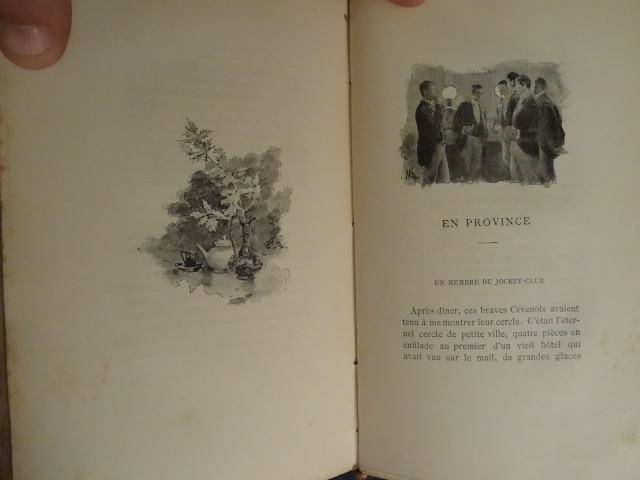 EN PROVINCE
UN MEMBRE DU JOCKEY-CLUB
Après dîner, ces braves Cévenols avaient
tenu à me montrer leur cercle. C'était l'éter-
nel cercle de petite ville, quatre pièces en
enfilade au premier d'un vieil hôtel qui
avait vue sur le mail, de grandes glaces